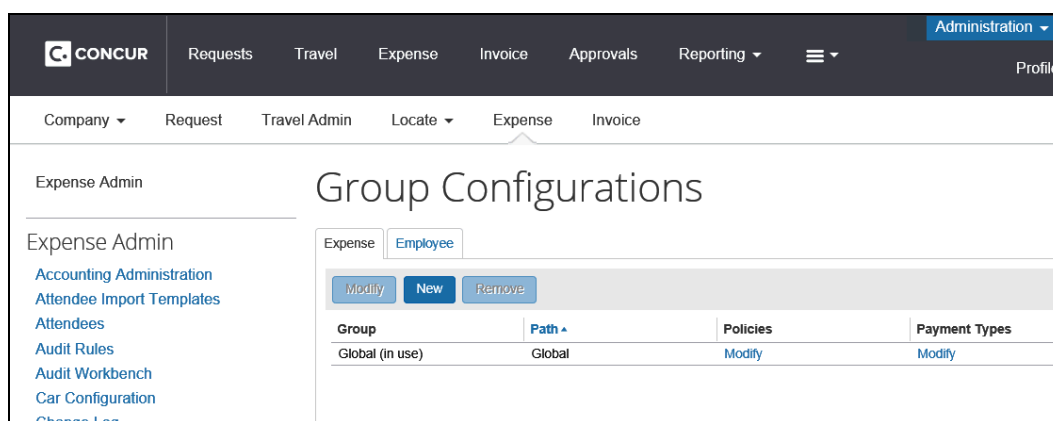 Administration
C. CONCUR Requests Travel Expense Invoice Approvals Reporting
Company Request Travel Admin Locate Expense Invoice
Expense Admin
Group Configurations
Expense Admin
Accounting Administration
Attendee Import Templates
Attendees
Audit Rules
Audit Workbench
Car Configuration
Expense Employee
Modify New Remove
Group Path Policies Payment Types
Global (in use) Global Modify Modify